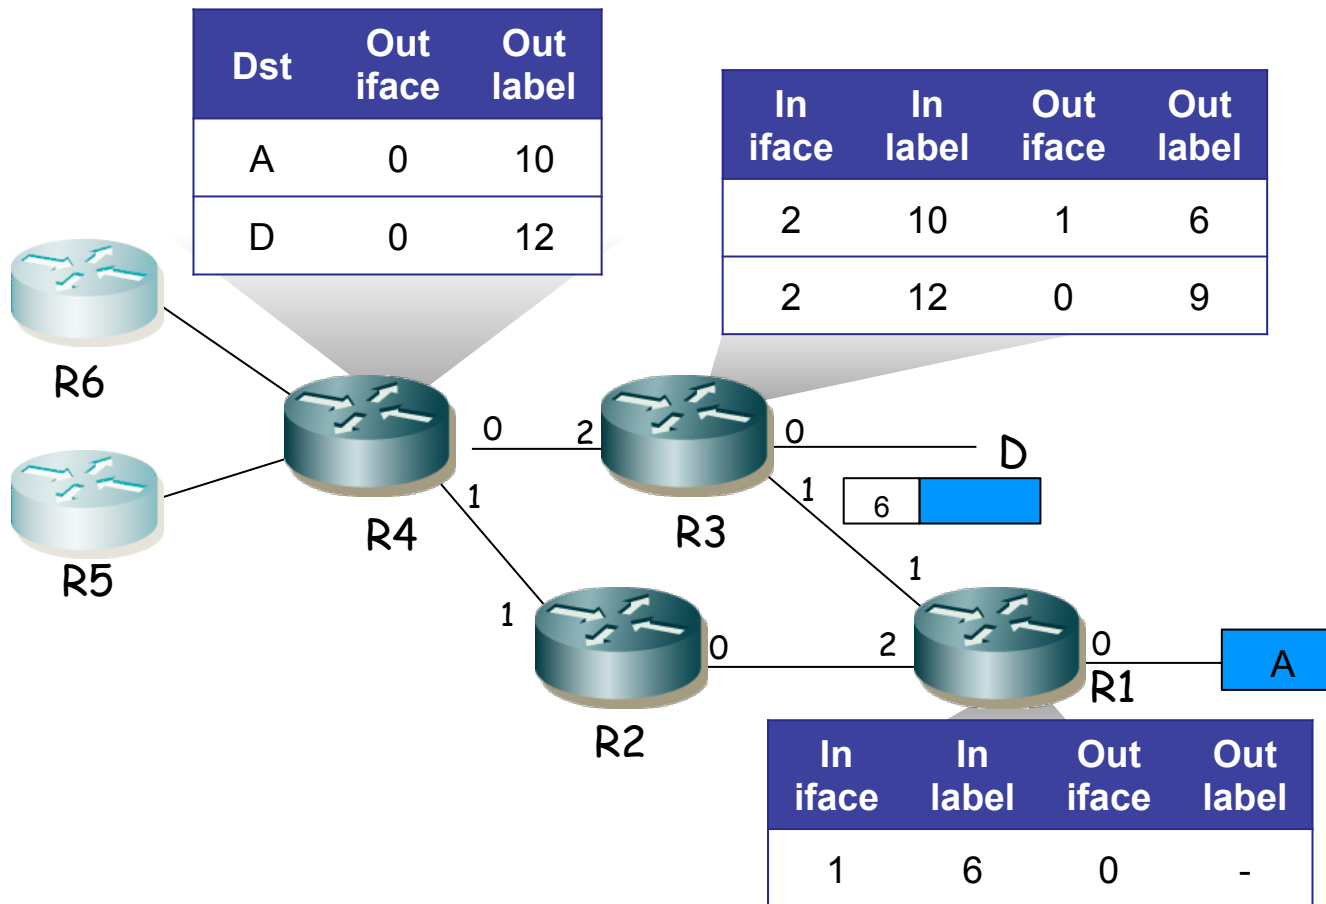 Dst Out iface Out label
A 0 10
D 0 12
In iface In label Out iface Out label
2 10 1 6
2 12 0 9
R6
R5
R4
0
1
2
R3
0
D
1
6
1
1
R2
0
2
0
R1
A
In iface In label Out iface Out label
1 6 0 -